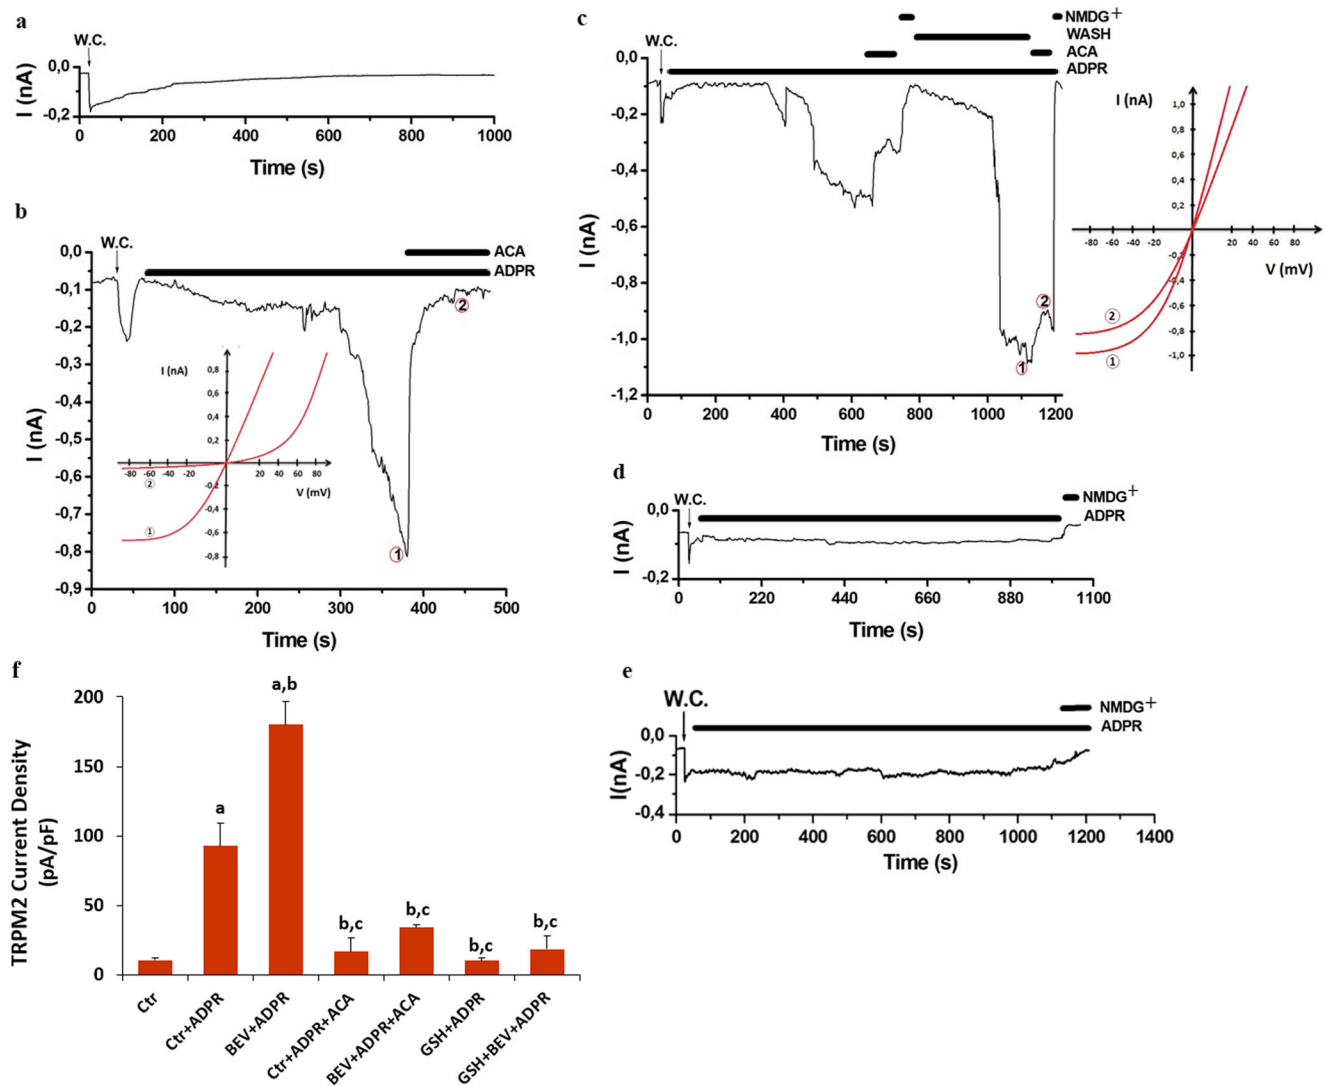 a
W.C.
0,0
-0,2
I (nA)
0 200 400 600 800 1000
Time (s)
b
W.C.
ACA
ADPR
0,0
-0,1
-0,2
-0,3
-0,4
-0,5
-0,6
-0,7
-0,8
-0,9
I (nA)
0 100 200 300 400 500
Time (s)
1
2
I (nA)
0,8
0,6
0,4
0,2
-80 -60 -40 -20 20 40 60 80
V (mV)
-0,2
-0,4
-0,6
-0,8
2
1
c
NMDG+
WASH
ACA
ADPR
W.C.
0,0
-0,2
-0,4
-0,6
-0,8
-1,0
-1,2
I (nA)
0 200 400 600 800 1000 1200
Time (s)
1
2
I (nA)
1,0
0,8
0,6
0,4
0,2
-80 -60 -40 -20 20 40 60 80
V (mV)
-0,2
-0,4
-0,6
-0,8
-1,0
2
1
d
W.C.
NMDG+
ADPR
0,0
-0,2
I (nA)
0 220 440 660 880 1100
Time (s)
e
W.C.
NMDG+
ADPR
0,0
-0,2
-0,4
I(nA)
0 200 400 600 800 1000 1200 1400
Time (s)
f
TRPM2 Current Density
(pA/pF)
200
150
100
50
0
a
a,b
b,c
b,c
b,c
b,c
Ctr
Ctr+ADPR
BEV+ADPR
Ctr+ADPR+ACA
BEV+ADPR+ACA
GSH+ADPR
GSH+BEV+ADPR